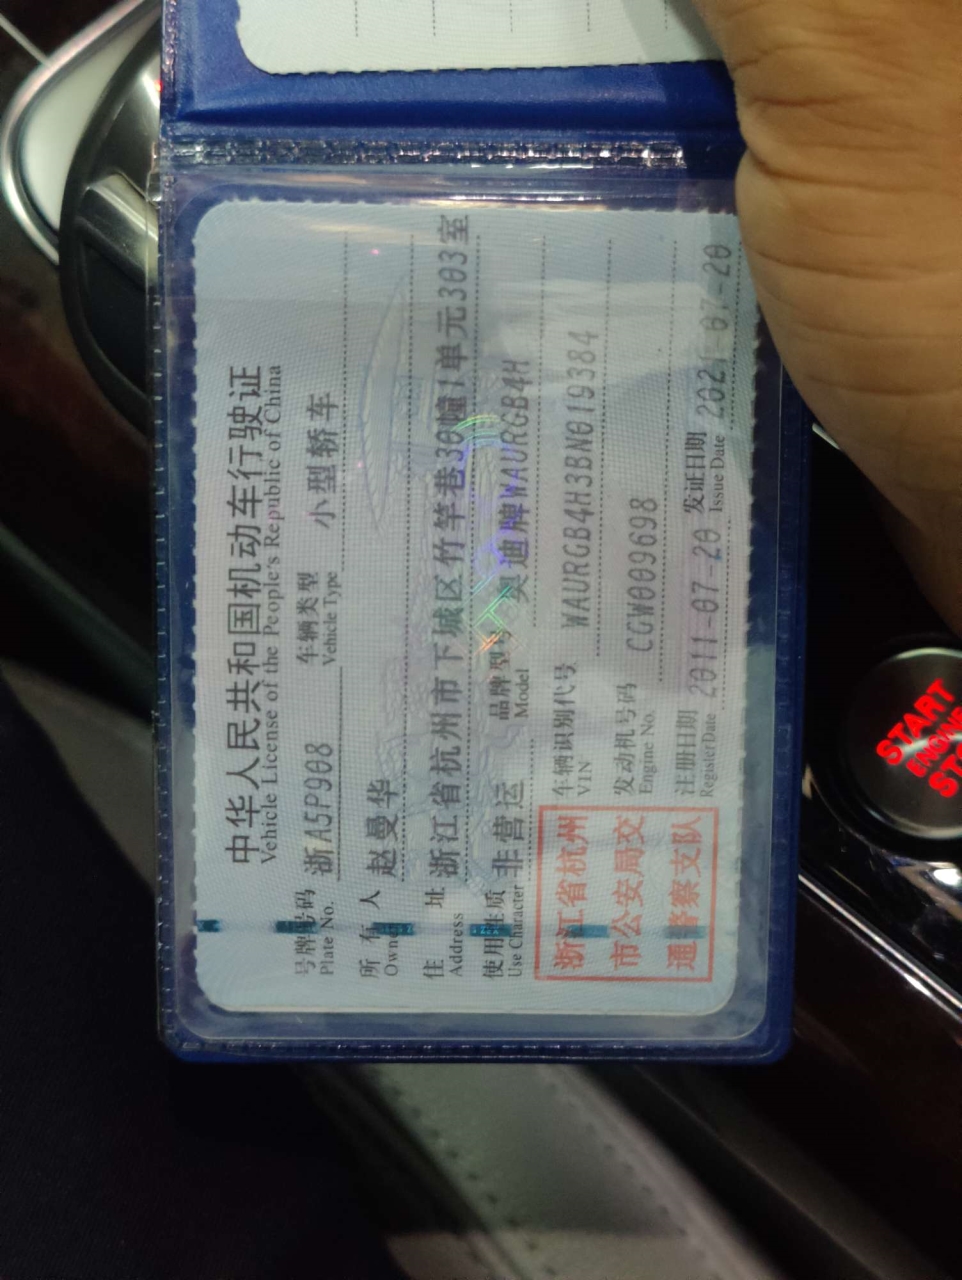 中华人民共和国机动车行驶证
Vehicle License of the People's Republic of China
号牌号码 浙A5P908 车辆类型 小型轿车
Plate No. Vehicle Type
所有人 赵曼华
Owner
住址 浙江省杭州市下城区竹竿巷30幢1单元303室
Address
使用性质 非营运 品牌型号 奥迪牌WAURGB4H
Use Character Model
浙江省杭州
市公安局交
通警察支队
车辆识别代号 WAURGB4H3BN019384
VIN
发动机号码 CGW009698
Engine No.
注册日期 2011-07-20 发证日期 2021-07-20
Register Date Issue Date
START
ENGINE